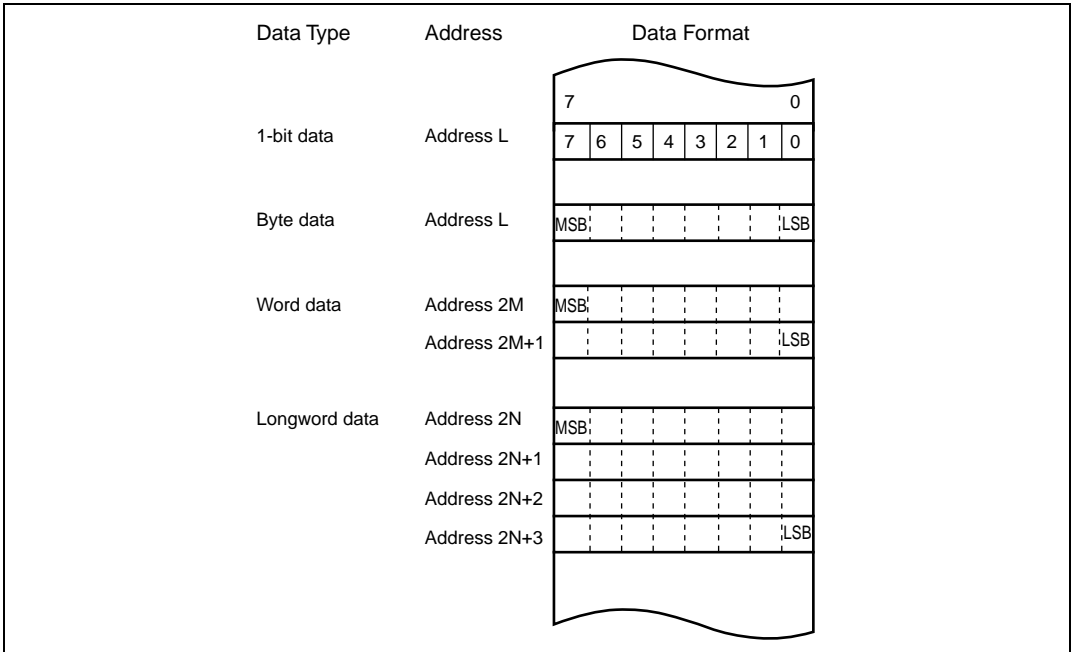 Data Type Address Data Format
7 0
1-bit data Address L 7 6 5 4 3 2 1 0
Byte data Address L MSB LSB
Word data Address 2M MSB
Address 2M+1 LSB
Longword data Address 2N MSB
Address 2N+1
Address 2N+2
Address 2N+3 LSB